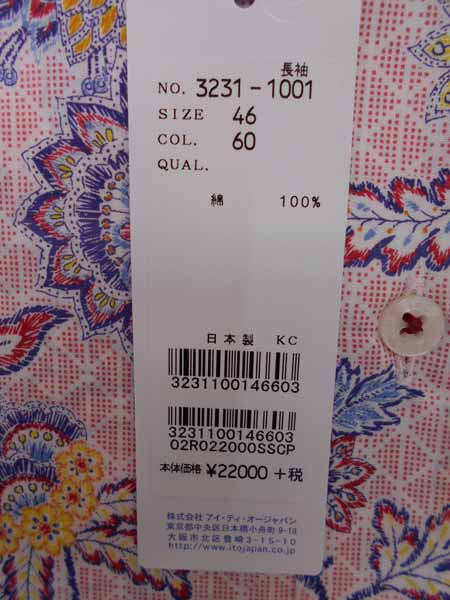 長袖
NO. 3231-1001
SIZE 46
COL. 60
QUAL.
綿 100%
日本製 KC
3231100146603
3231100146603
02R022000SSCP
本体価格 ¥22000 +税
株式会社 アイ・ティ・オージャパン
東京都中央区日本橋小舟町 9-18
大阪市北区豊崎 3-15-10
http://www.itojapan.co.jp